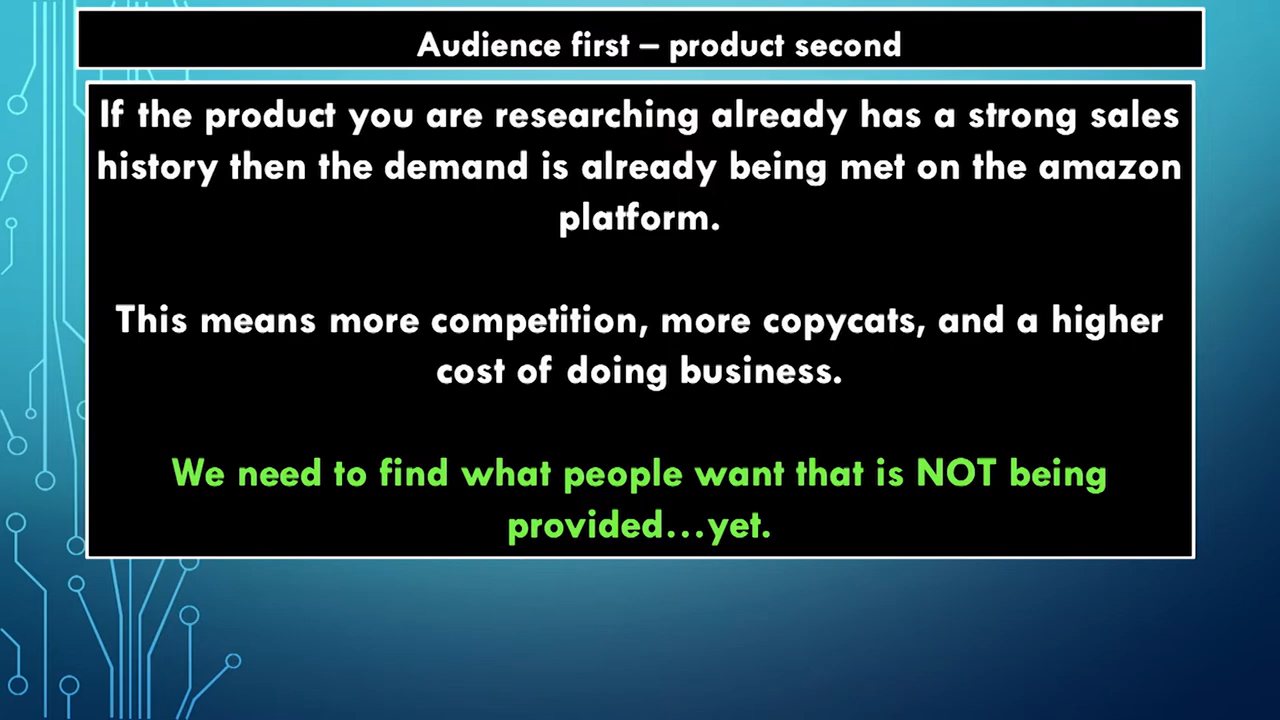 Audience first – product second
If the product you are researching already has a strong sales
history then the demand is already being met on the amazon
platform.
This means more competition, more copycats, and a higher
cost of doing business.
We need to find what people want that is NOT being
provided...yet.